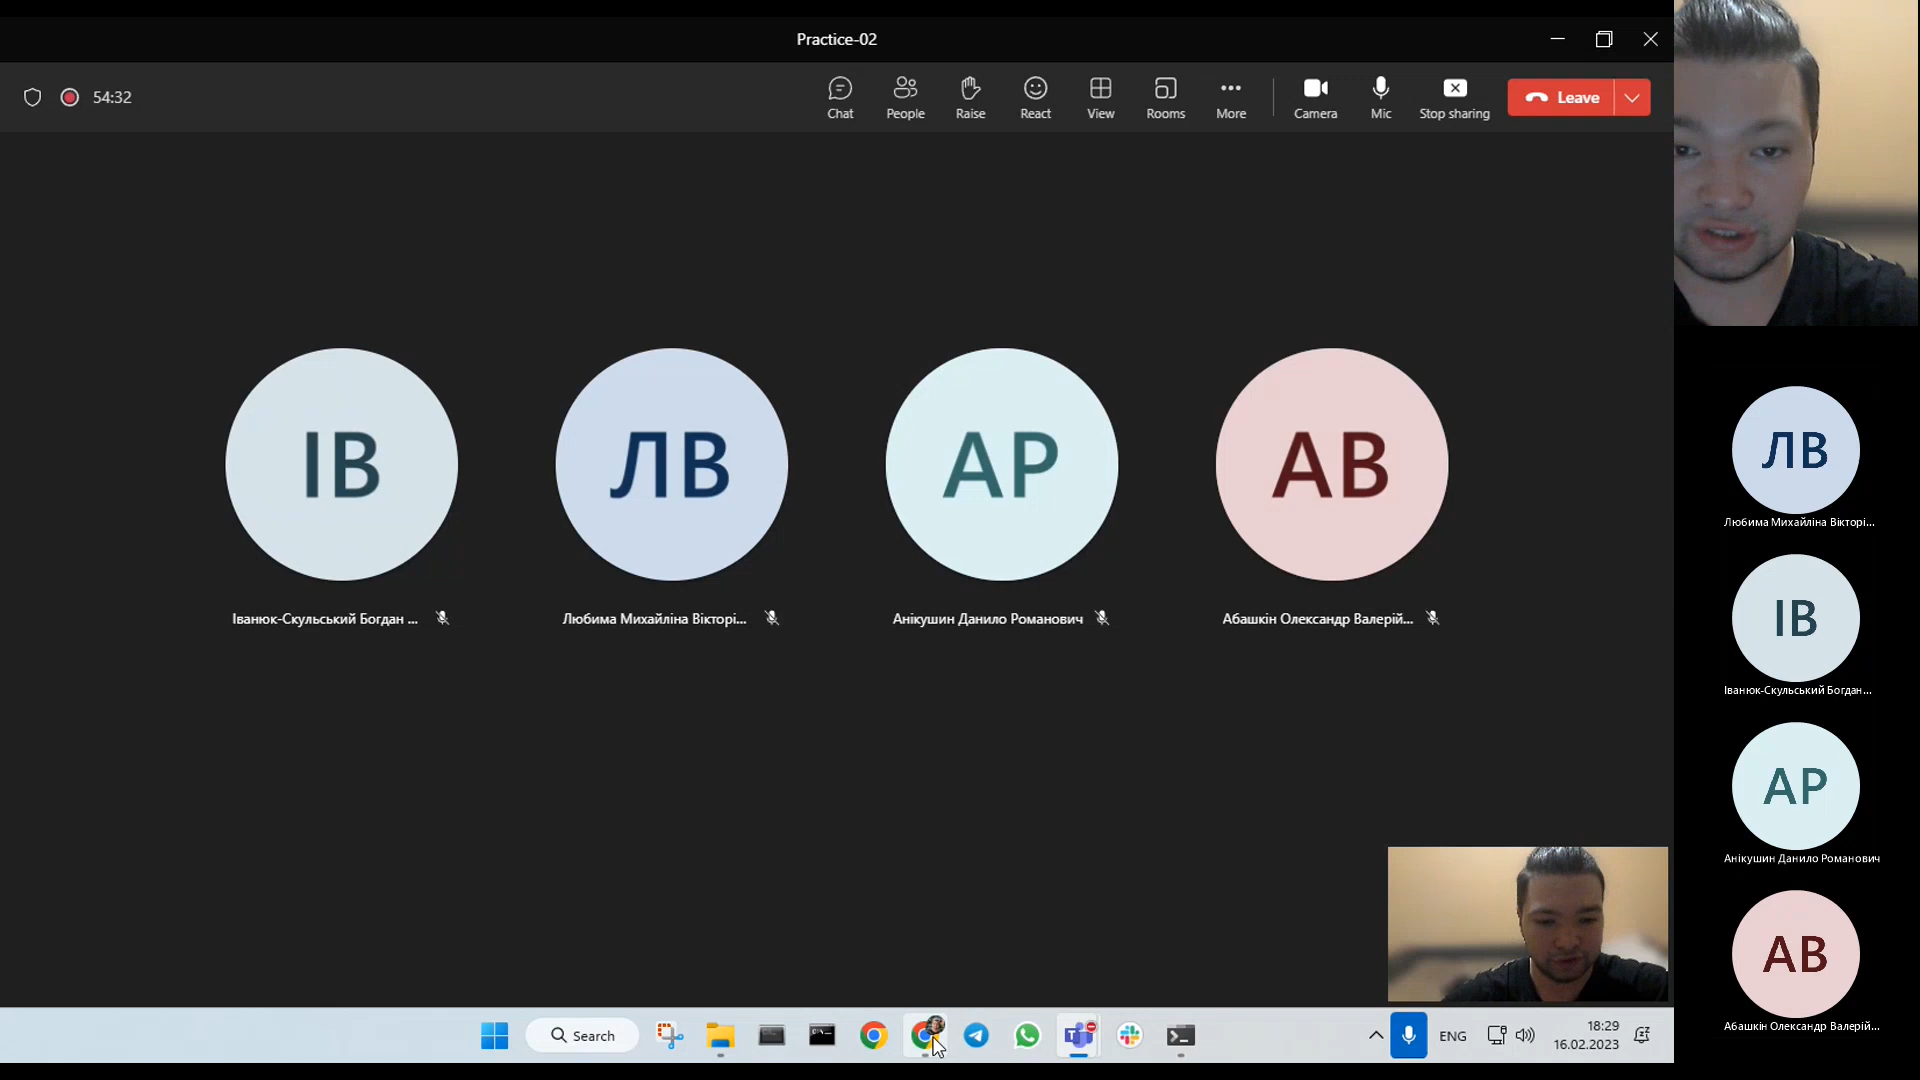 Practice-02
54:32
Chat
People
Raise
React
View
Rooms
More
Camera
Mic
Stop sharing
Leave
ІВ
ЛВ
АР
АВ
Іванюк-Скульський Богдан ...
Любима Михайліна Вікторі...
Анікушин Данило Романович
Абашкін Олександр Валерій...
ЛВ
Любима Михайліна Вікторі...
ІВ
Іванюк-Скульський Богдан...
АР
Анікушин Данило Романович
АВ
Абашкін Олександр Валерій...
Search
ENG
18:29
16.02.2023